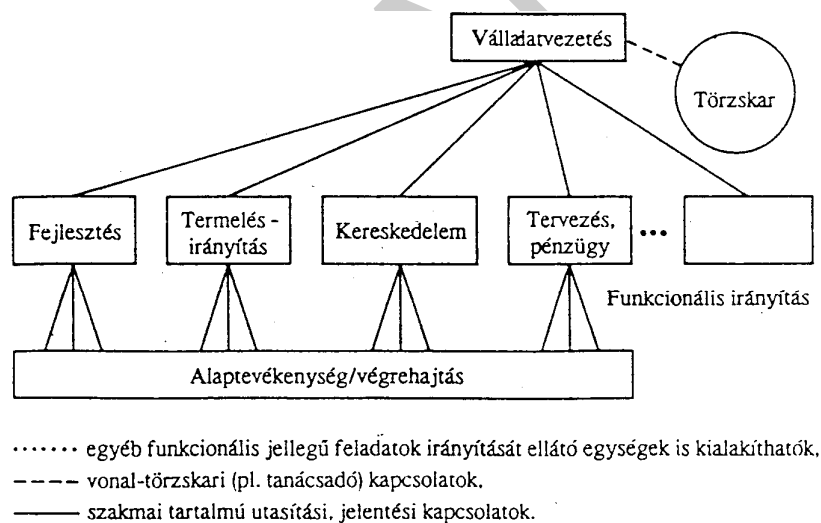 Vállalatvezetés
Törzskar
Fejlesztés
Termelés -
irányítás
Kereskedelem
Tervezés,
pénzügy
...
Funkcionális irányítás
Alaptevékenység/végrehajtás
....... egyéb funkcionális jellegű feladatok irányítását ellátó egységek is kialakíthatók,
----- vonal-törzskari (pl. tanácsadó) kapcsolatok,
——— szakmai tartalmú utasítási, jelentési kapcsolatok.